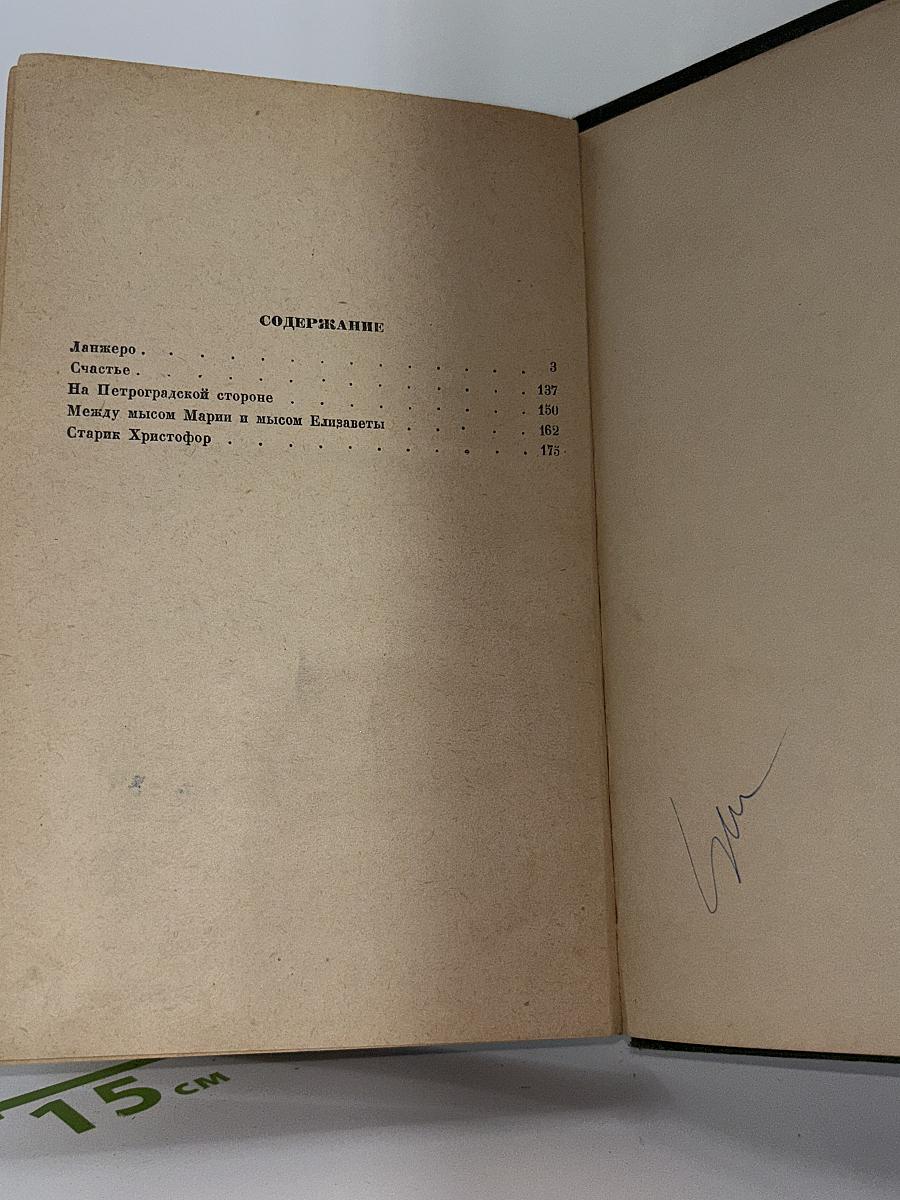 СОДЕРЖАНИЕ
Ланжеро . . . . . . . . . . . . . . 3
Счастье . . . . . . . . . . . . . . 137
На Петроградской стороне . . . . . . . . . 150
Между мысом Марии и мысом Елизаветы . . . . . 162
Старик Христофор . . . . . . . . . . . 175
15 см